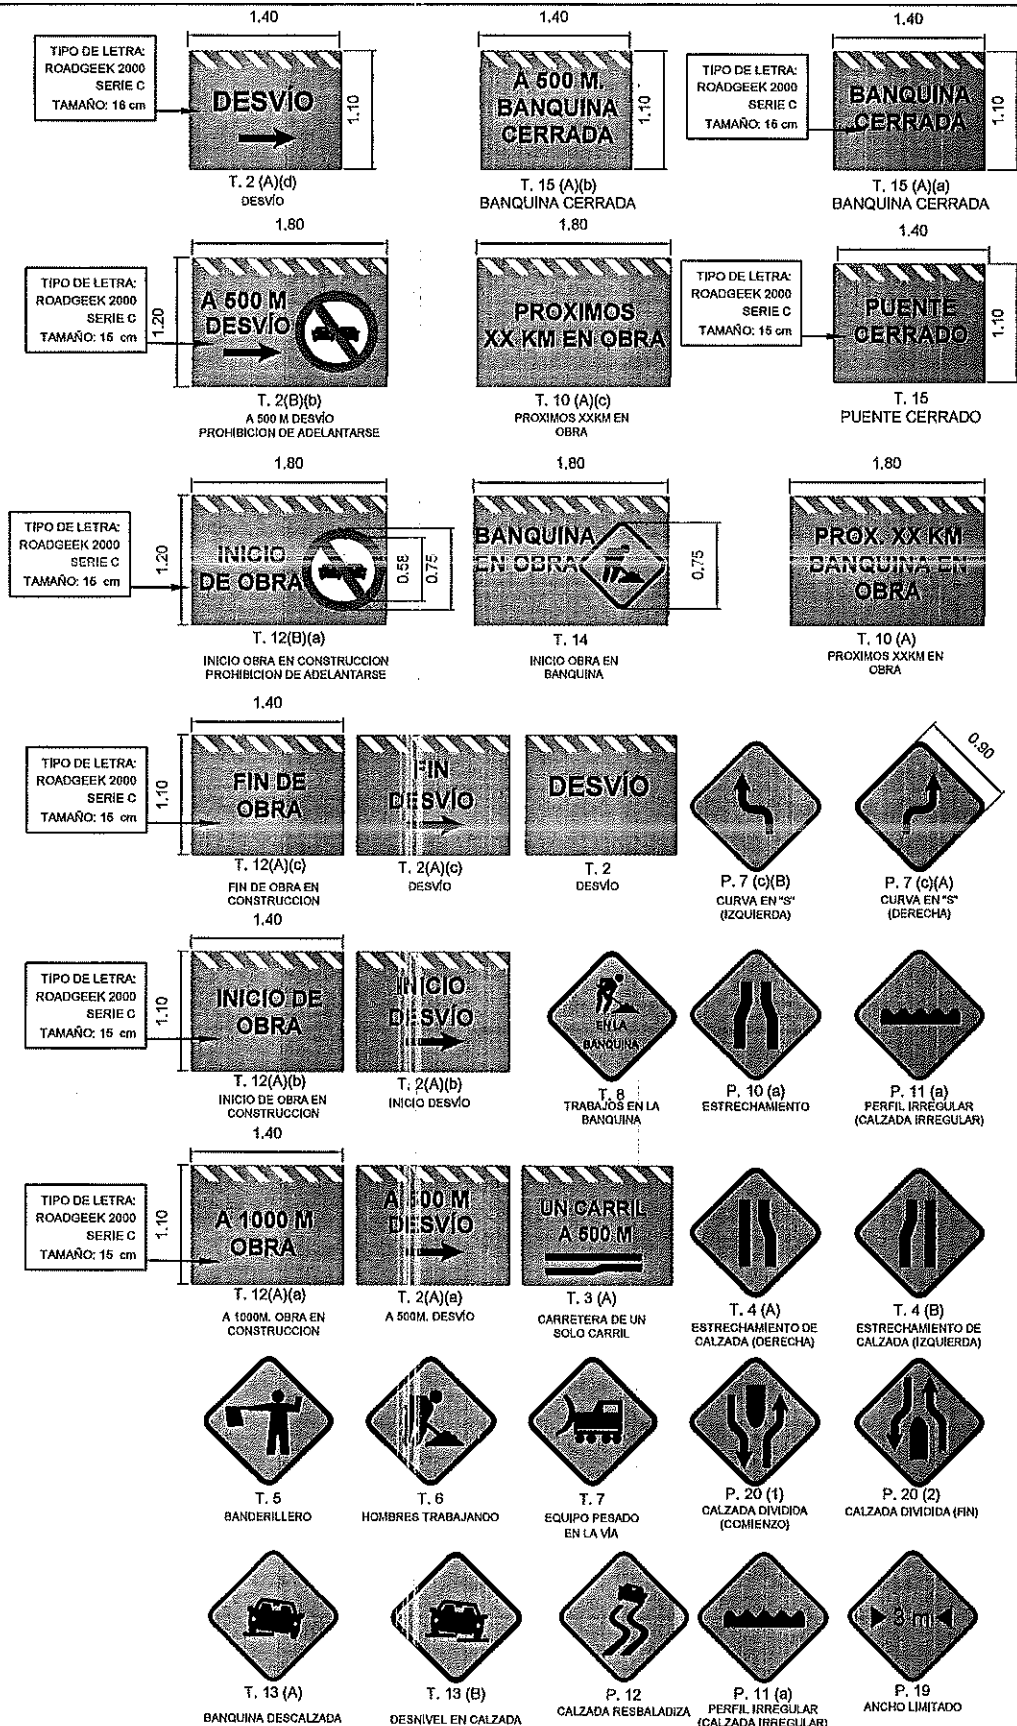 1.40
1.40
1.40
TIPO DE LETRA:
ROADGEEK 2000
SERIE C
TAMAÑO: 16 cm
DESVÍO
1.10
T. 2 (A)(d)
DESVÍO
A 500 M.
BANQUINA
CERRADA
1.10
T. 15 (A)(b)
BANQUINA CERRADA
TIPO DE LETRA:
ROADGEEK 2000
SERIE C
TAMAÑO: 16 cm
BANQUINA
CERRADA
1.10
T. 15 (A)(a)
BANQUINA CERRADA
1.80
1.80
1.40
TIPO DE LETRA:
ROADGEEK 2000
SERIE C
TAMAÑO: 15 cm
1.20
A 500 M
DESVÍO
T. 2(B)(b)
A 500 M DESVÍO
PROHIBICION DE ADELANTARSE
PROXIMOS
XX KM EN OBRA
T. 10 (A)(c)
PROXIMOS XXKM EN
OBRA
TIPO DE LETRA:
ROADGEEK 2000
SERIE C
TAMAÑO: 15 cm
PUENTE
CERRADO
1.10
T. 15
PUENTE CERRADO
1.80
1.80
1.80
TIPO DE LETRA:
ROADGEEK 2000
SERIE C
TAMAÑO: 15 cm
1.20
INICIO
DE OBRA
0.58
0.75
T. 12(B)(a)
INICIO OBRA EN CONSTRUCCION
PROHIBICION DE ADELANTARSE
BANQUINA
EN OBRA
0.75
T. 14
INICIO OBRA EN
BANQUINA
PROX. XX KM
BANQUINA EN
OBRA
T. 10 (A)
PROXIMOS XXKM EN
OBRA
1.40
TIPO DE LETRA:
ROADGEEK 2000
SERIE C
TAMAÑO: 15 cm
1.10
FIN DE
OBRA
T. 12(A)(c)
FIN DE OBRA EN
CONSTRUCCION
FIN
DESVÍO
T. 2(A)(c)
DESVÍO
DESVÍO
T. 2
DESVÍO
P. 7 (c)(B)
CURVA EN "S"
(IZQUIERDA)
0.90
P. 7 (c)(A)
CURVA EN "S"
(DERECHA)
1.40
TIPO DE LETRA:
ROADGEEK 2000
SERIE C
TAMAÑO: 15 cm
1.10
INICIO DE
OBRA
T. 12(A)(b)
INICIO DE OBRA EN
CONSTRUCCION
INICIO
DESVÍO
T. 2(A)(b)
INICIO DESVÍO
EN LA
BANQUINA
T. 8
TRABAJOS EN LA
BANQUINA
P. 10 (a)
ESTRECHAMIENTO
P. 11 (a)
PERFIL IRREGULAR
(CALZADA IRREGULAR)
1.40
TIPO DE LETRA:
ROADGEEK 2000
SERIE C
TAMAÑO: 15 cm
1.10
A 1000 M
OBRA
T. 12(A)(a)
A 1000M. OBRA EN
CONSTRUCCION
A 500 M
DESVÍO
T. 2(A)(a)
A 500M. DESVÍO
UN CARRIL
A 500 M
T. 3 (A)
CARRETERA DE UN
SOLO CARRIL
T. 4 (A)
ESTRECHAMIENTO DE
CALZADA (DERECHA)
T. 4 (B)
ESTRECHAMIENTO DE
CALZADA (IZQUIERDA)
T. 5
BANDERILLERO
T. 6
HOMBRES TRABAJANDO
T. 7
EQUIPO PESADO
EN LA VÍA
P. 20 (1)
CALZADA DIVIDIDA
(COMIENZO)
P. 20 (2)
CALZADA DIVIDIDA (FIN)
T. 13 (A)
BANQUINA DESCALZADA
T. 13 (B)
DESNIVEL EN CALZADA
P. 12
CALZADA RESBALADIZA
P. 11 (a)
PERFIL IRREGULAR
(CALZADA IRREGULAR)
3 m
P. 19
ANCHO LIMITADO